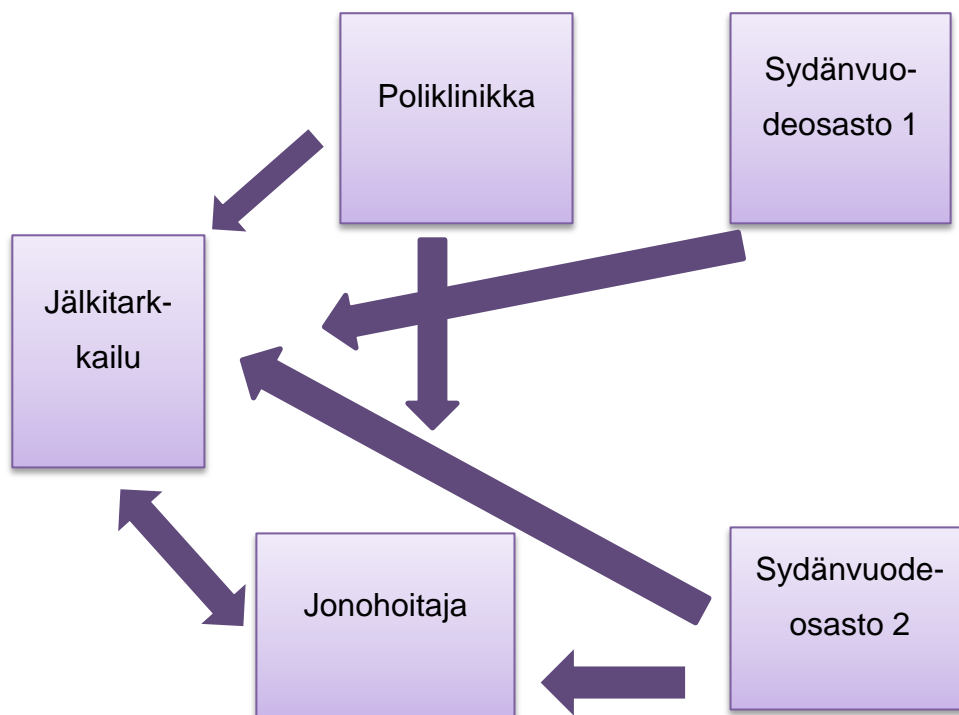 Poliklinikka
Sydänvuo-
deosasto 1
Jälkitark-
kailu
Jonohoitaja
Sydänvuode-
osasto 2